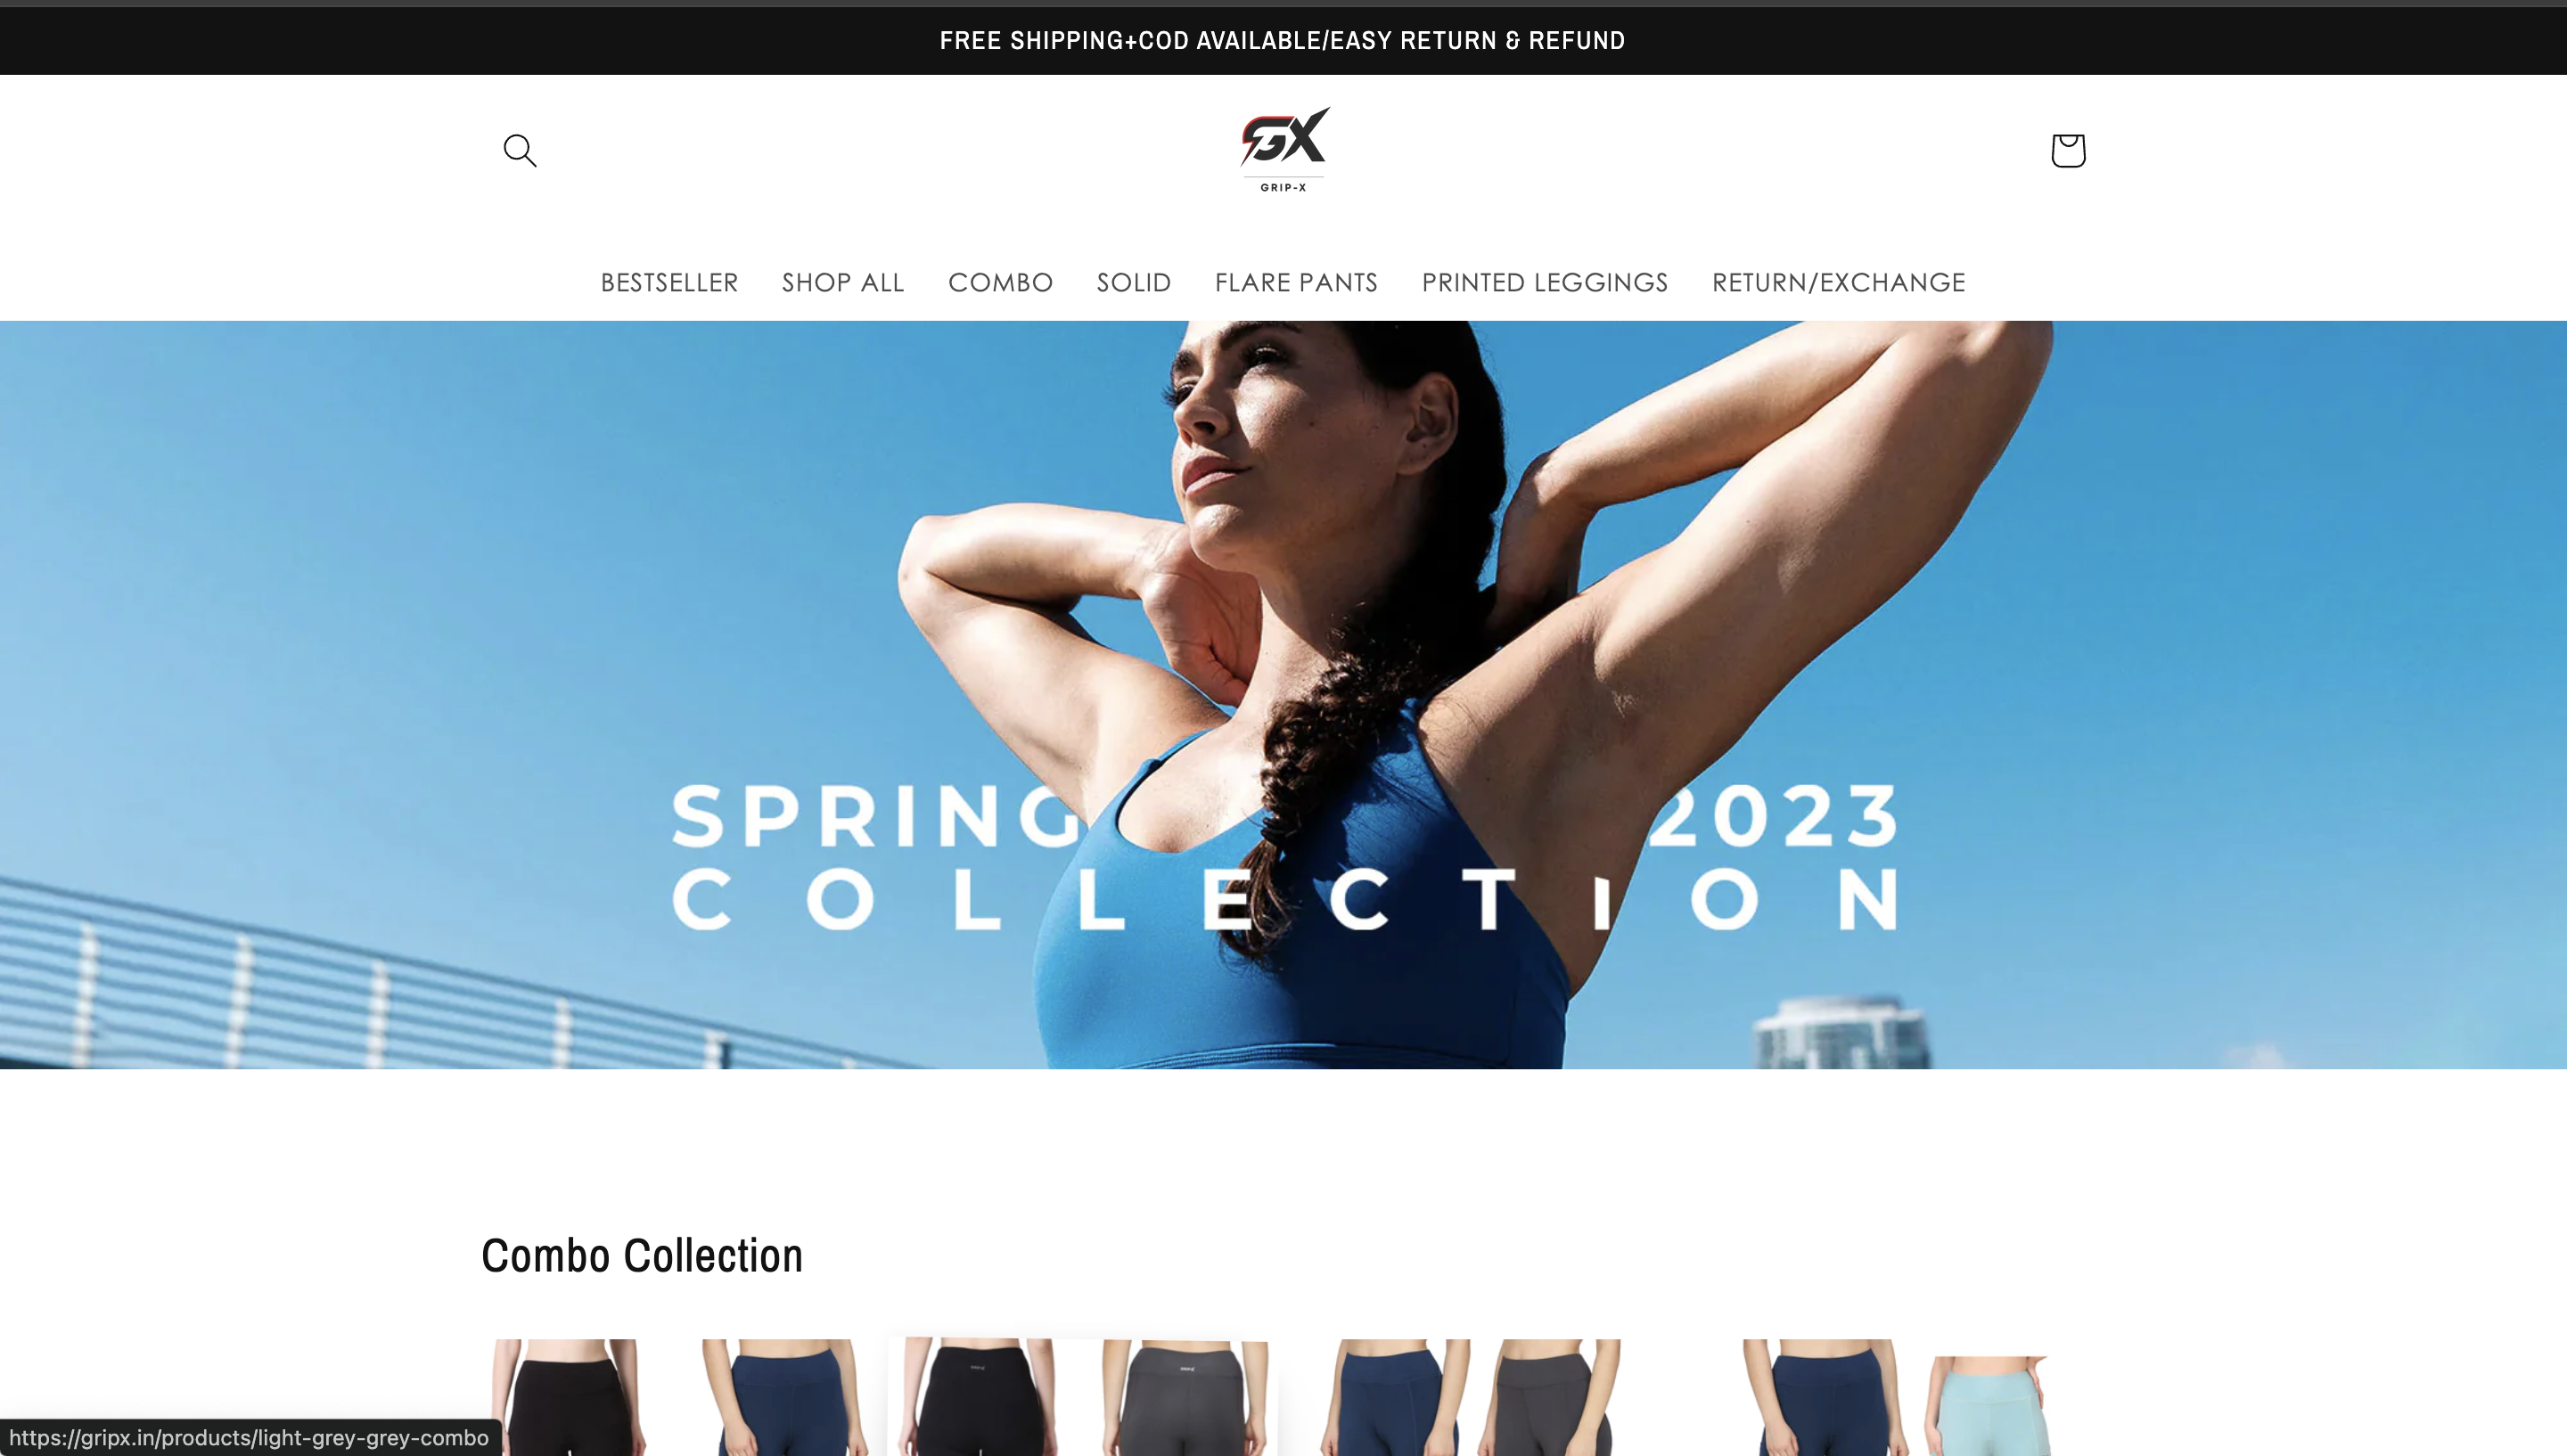 FREE SHIPPING+COD AVAILABLE/EASY RETURN & REFUND
GX
GRIP-X
BESTSELLER SHOP ALL COMBO SOLID FLARE PANTS PRINTED LEGGINGS RETURN/EXCHANGE
SPRING 2023
COLLECTION
Combo Collection
https://gripx.in/products/light-grey-grey-combo